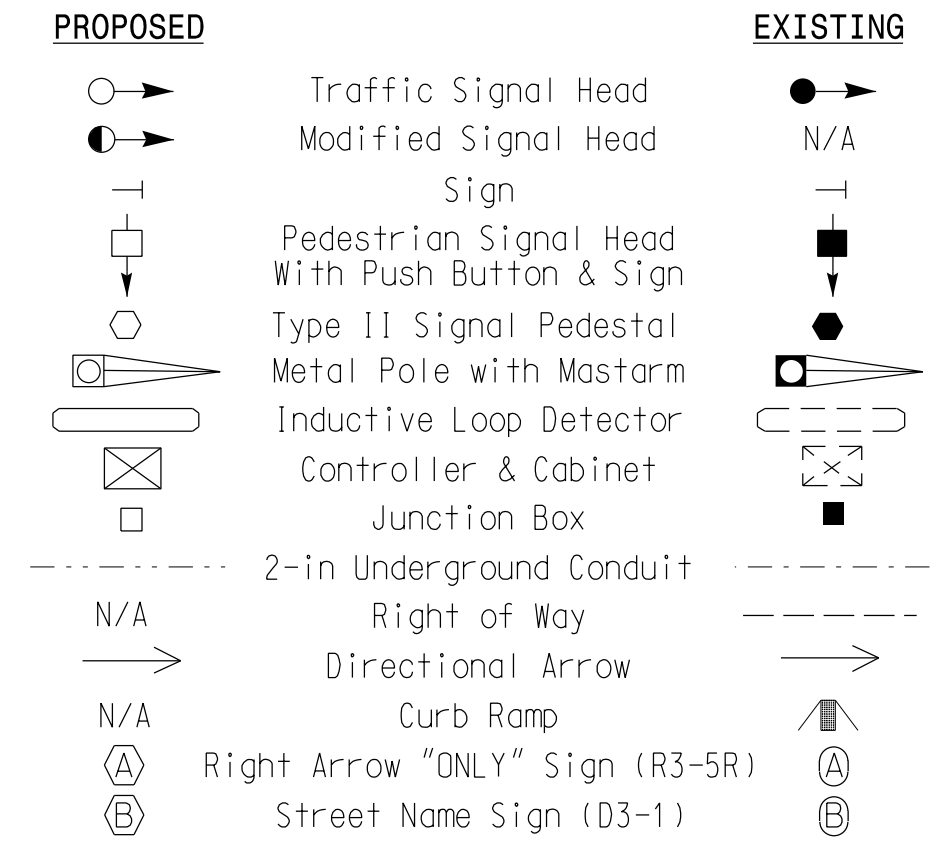 PROPOSED EXISTING
Traffic Signal Head
Modified Signal Head N/A
Sign
Pedestrian Signal Head
With Push Button & Sign
Type II Signal Pedestal
Metal Pole with Mastarm
Inductive Loop Detector
Controller & Cabinet
Junction Box
2-in Underground Conduit
N/A Right of Way
Directional Arrow
N/A Curb Ramp
A Right Arrow "ONLY" Sign (R3-5R) A
B Street Name Sign (D3-1) B